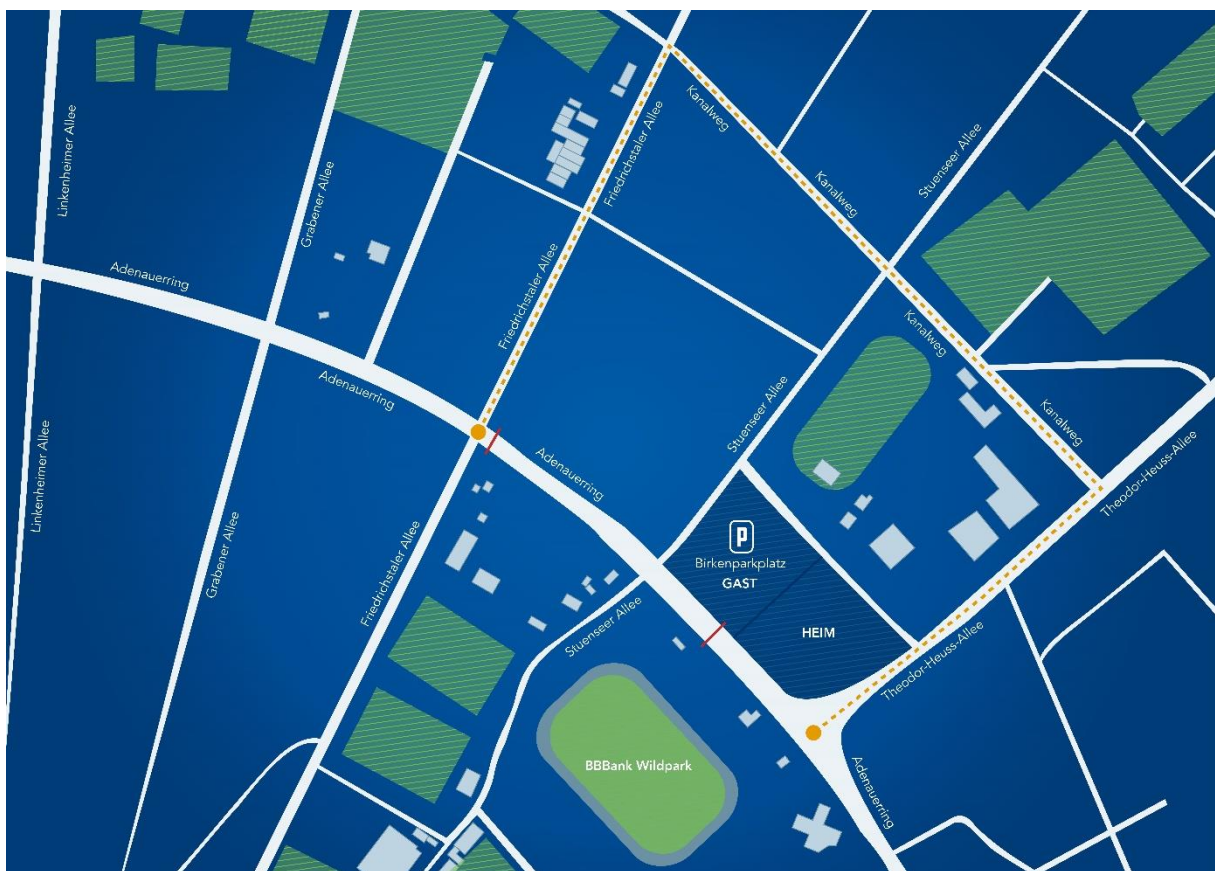 Linkenheimer Allee
Grabener Allee
Friedrichstaler Allee
Kanalweg
Kanalweg
Stuenseer Allee
Adenauerring
Friedrichstaler Allee
Kanalweg
Adenauerring
Kanalweg
Stuenseer Allee
Linkenheimer Allee
Adenauerring
Theodor-Heuss-Allee
Grabener Allee
Friedrichstaler Allee
P
Birkenparkplatz
GAST
HEIM
Stuenseer Allee
Theodor-Heuss-Allee
BBBank Wildpark
Adenauerring